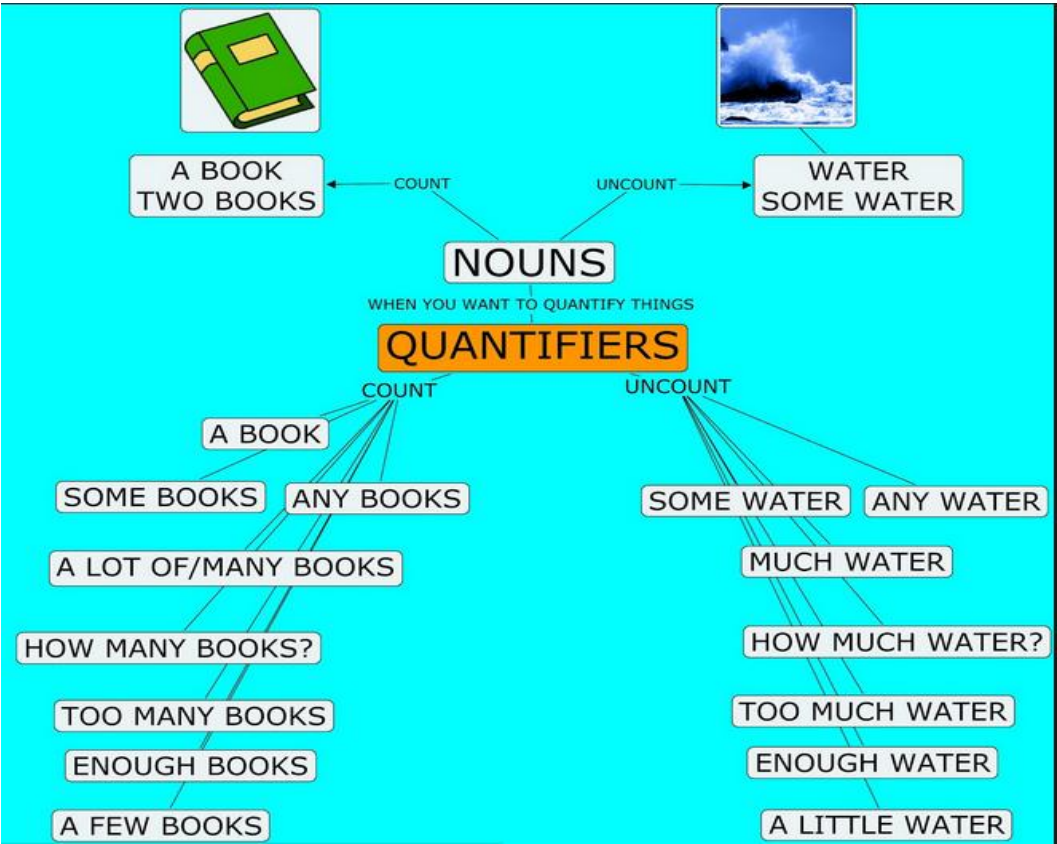 A BOOK
TWO BOOKS
COUNT
UNCOUNT
WATER
SOME WATER
NOUNS
WHEN YOU WANT TO QUANTIFY THINGS
QUANTIFIERS
COUNT
UNCOUNT
A BOOK
SOME BOOKS
ANY BOOKS
SOME WATER
ANY WATER
A LOT OF/MANY BOOKS
MUCH WATER
HOW MANY BOOKS?
HOW MUCH WATER?
TOO MANY BOOKS
TOO MUCH WATER
ENOUGH BOOKS
ENOUGH WATER
A FEW BOOKS
A LITTLE WATER